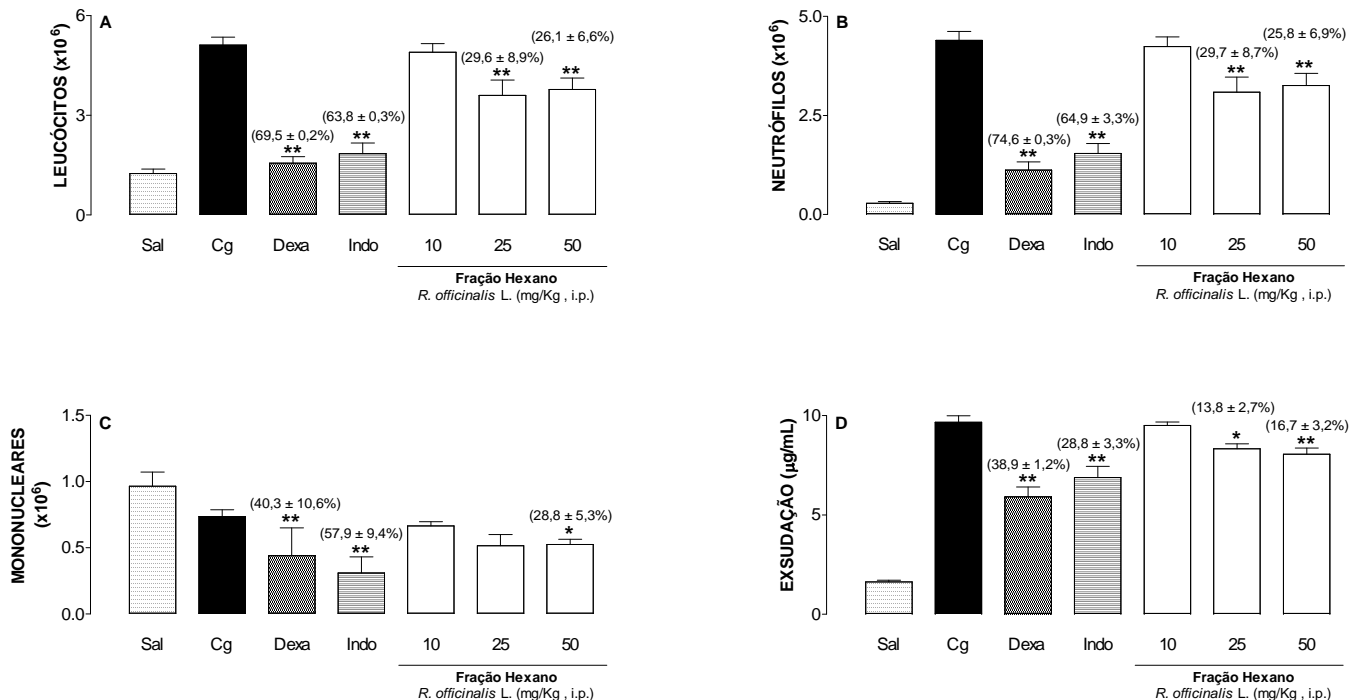 A
LEUCÓCITOS (x10⁶)
6
3
0
(69,5 ± 0,2%)
**
(63,8 ± 0,3%)
**
(29,6 ± 8,9%)
**
(26,1 ± 6,6%)
**
Sal Cg Dexa Indo 10 25 50
Fração Hexano
R. officinalis L. (mg/Kg , i.p.)
B
NEUTRÓFILOS (x10⁶)
5.0
2.5
0.0
(74,6 ± 0,3%)
**
(64,9 ± 3,3%)
**
(29,7 ± 8,7%)
**
(25,8 ± 6,9%)
**
Sal Cg Dexa Indo 10 25 50
Fração Hexano
R. officinalis L. (mg/Kg , i.p.)
C
MONONUCLEARES
(x10⁶)
1.5
1.0
0.5
0.0
(40,3 ± 10,6%)
**
(57,9 ± 9,4%)
**
(28,8 ± 5,3%)
*
Sal Cg Dexa Indo 10 25 50
Fração Hexano
R. officinalis L. (mg/Kg , i.p.)
D
EXSUDAÇÃO (µg/mL)
10
5
0
(38,9 ± 1,2%)
**
(28,8 ± 3,3%)
**
(13,8 ± 2,7%)
*
(16,7 ± 3,2%)
**
Sal Cg Dexa Indo 10 25 50
Fração Hexano
R. officinalis L. (mg/Kg , i.p.)